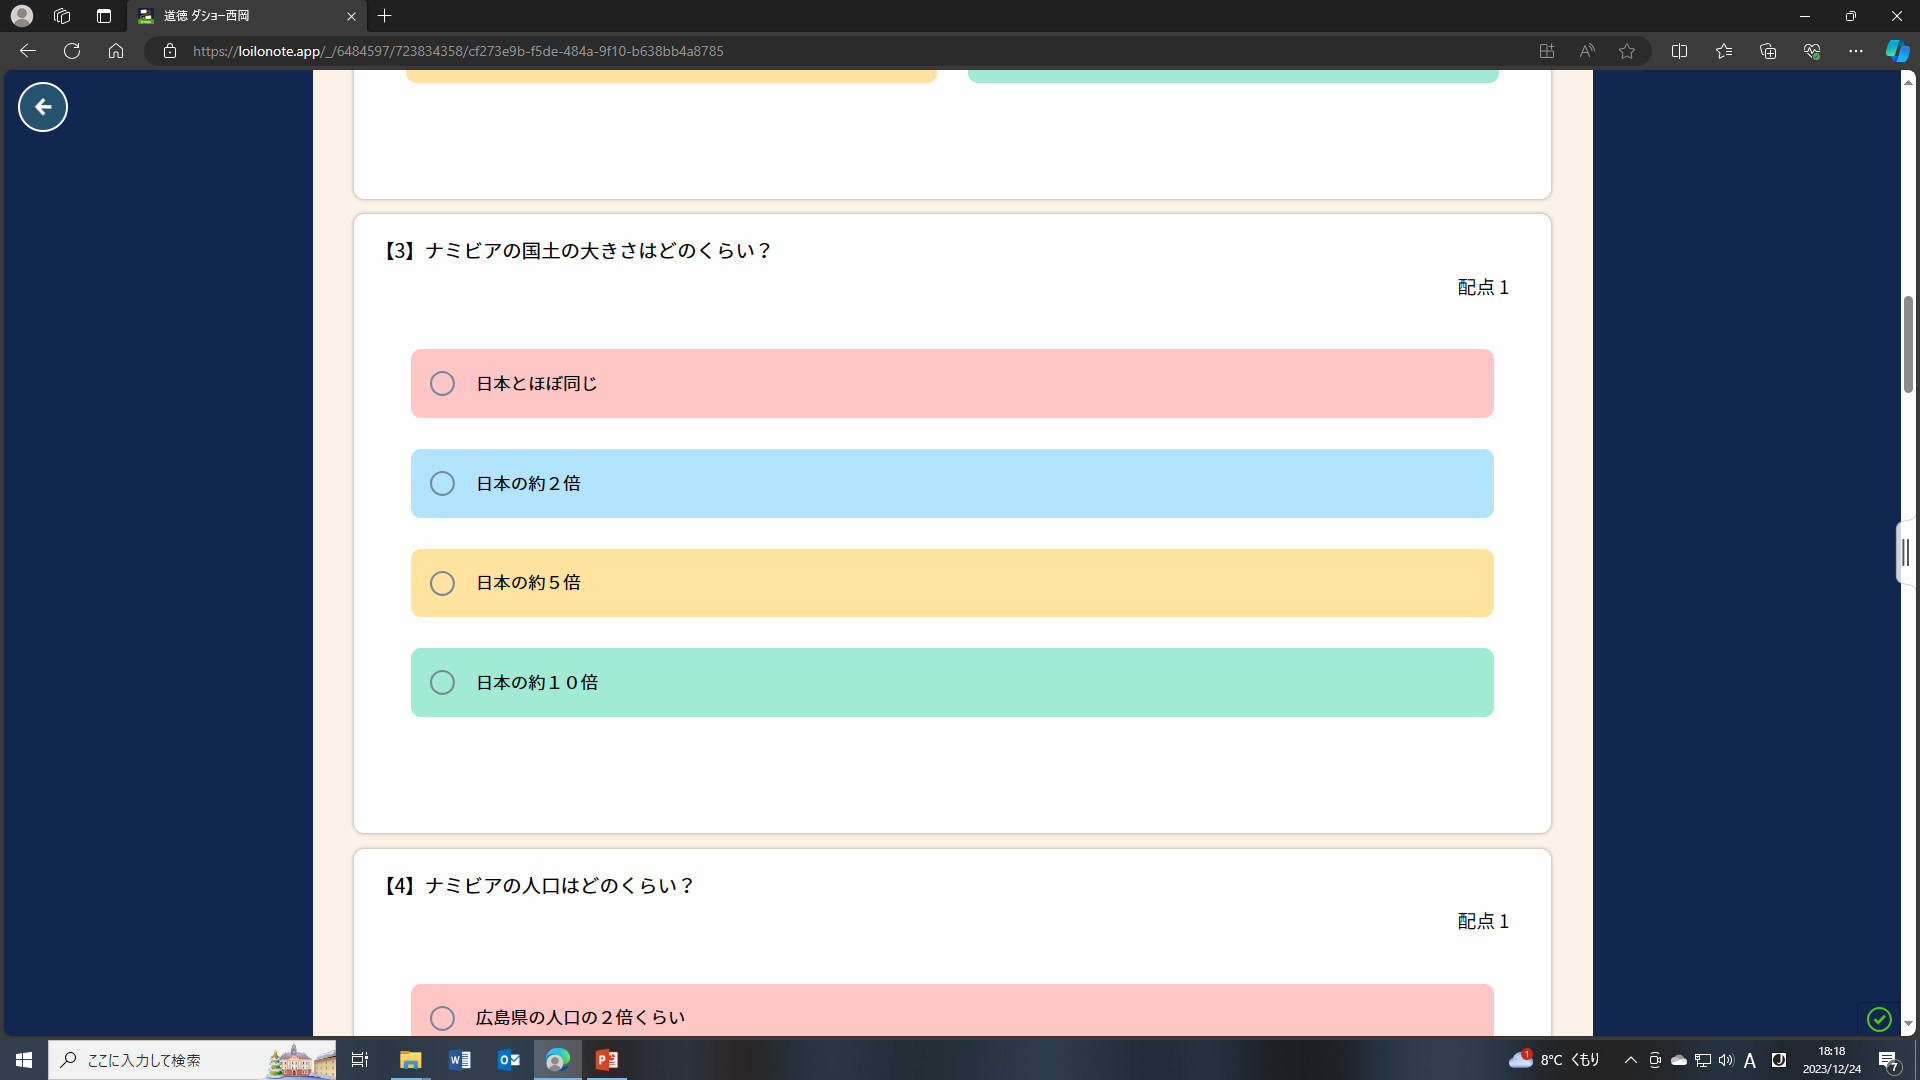 道徳 ダショー西岡
https://loilonote.app/_/6484597/723834358/cf273e9b-f5de-484a-9f10-b638bb4a8785
【3】ナミビアの国土の大きさはどのくらい？
配点 1
日本とほぼ同じ
日本の約２倍
日本の約５倍
日本の約１０倍
【4】ナミビアの人口はどのくらい？
配点 1
広島県の人口の２倍くらい
ここに入力して検索
1
8°C くもり
A
18:18
2023/12/24
7